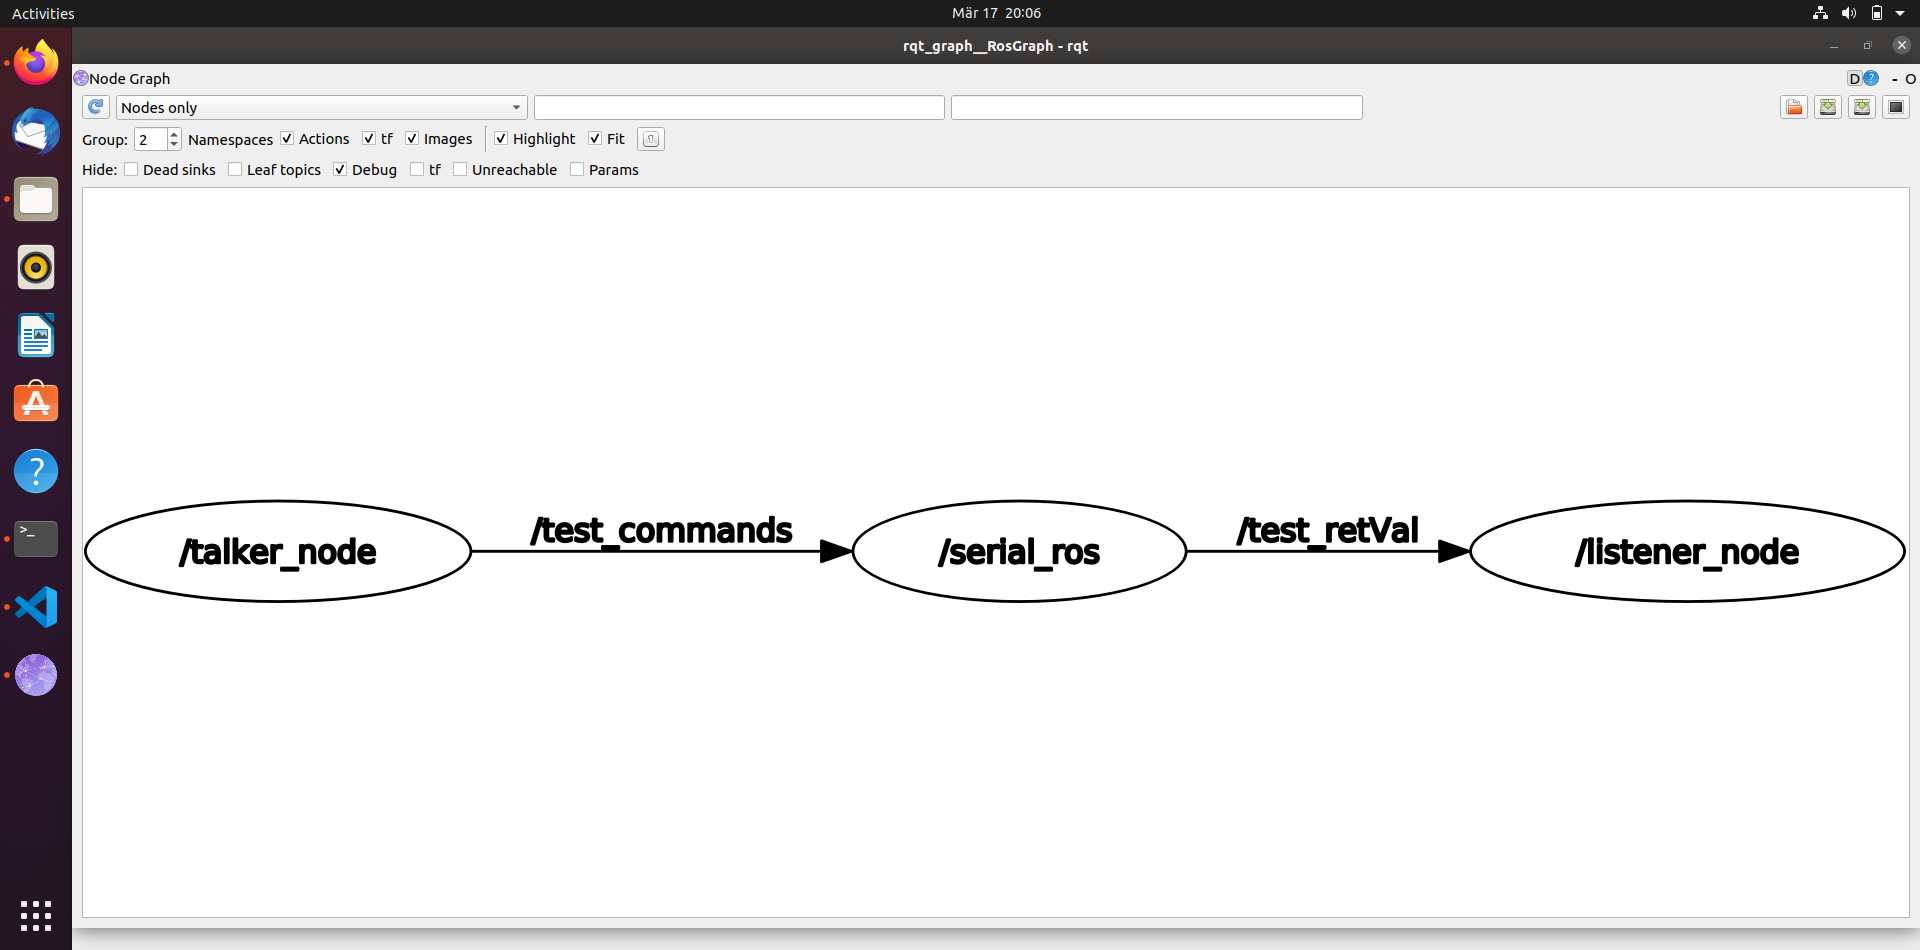 Activities
Mär 17 20:06
rqt_graph__RosGraph - rqt
Node Graph
D ? - O
Nodes only
Group: 2 Namespaces Actions tf Images Highlight Fit
Hide: Dead sinks Leaf topics Debug tf Unreachable Params
/talker_node
/test_commands
/serial_ros
/test_retVal
/listener_node
?
>_